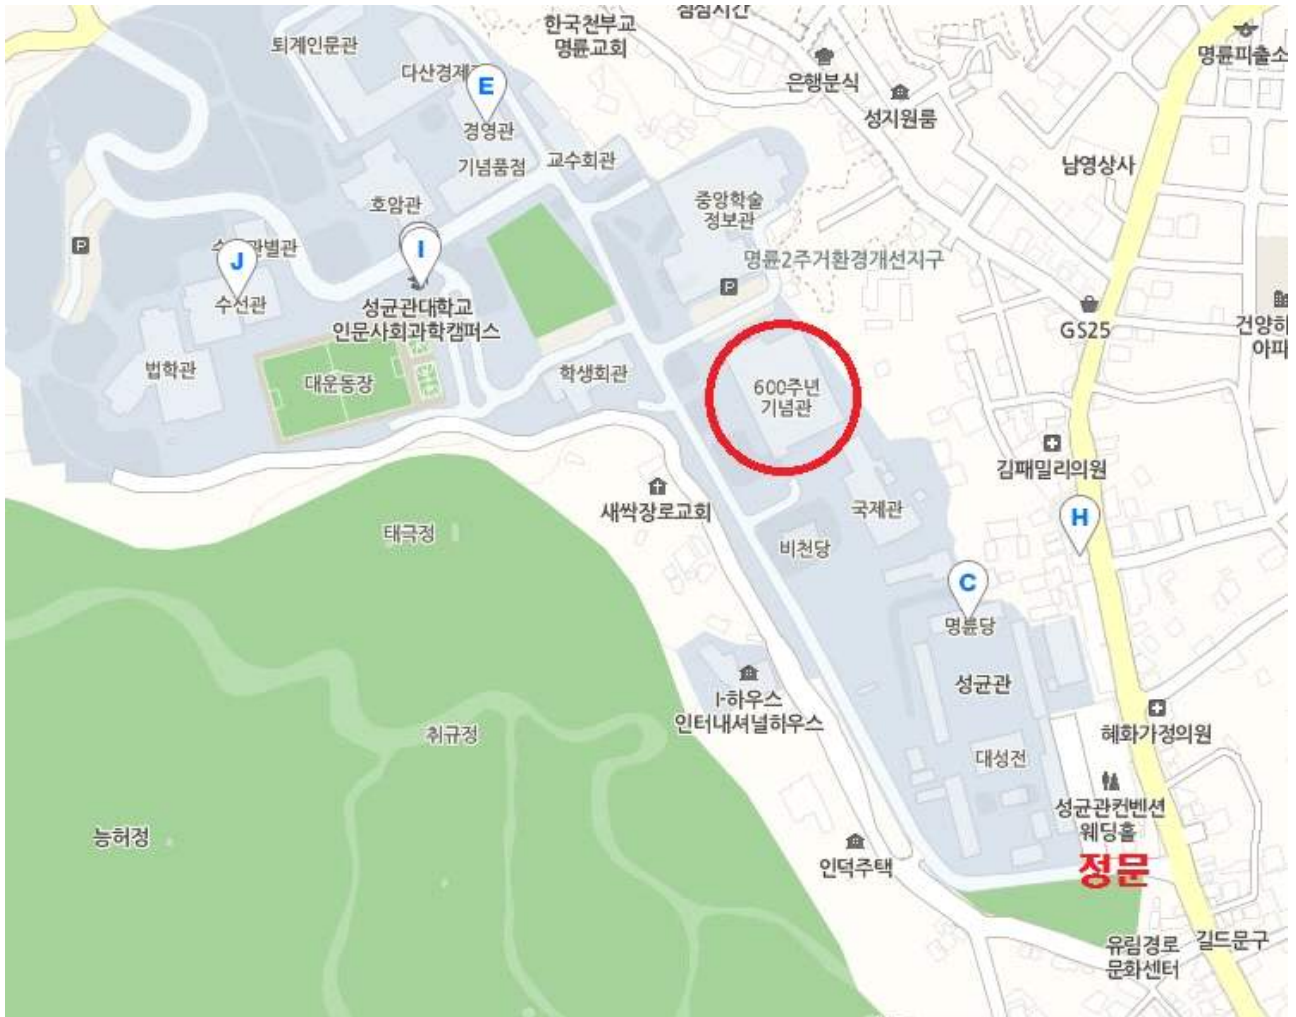 점심시간
한국천부교
명륜교회
퇴계인문관
명륜파출소
다산경제
은행분식
E
성지원룸
경영관
기념품점
교수회관
남영상사
중앙학술
정보관
호암관
P
I
J
명륜2주거환경개선지구
P
수선관
성균관대학교
인문사회과학캠퍼스
GS25
건양하
아파
법학관
대운동장
학생회관
600주년
기념관
김패밀리의원
새싹장로교회
국제관
H
태극정
비천당
C
명륜당
성균관
I-하우스
인터내셔널하우스
취규정
혜화가정의원
대성전
성균관컨벤션
웨딩홀
능허정
인덕주택
정문
유림경로
문화센터
길드문구